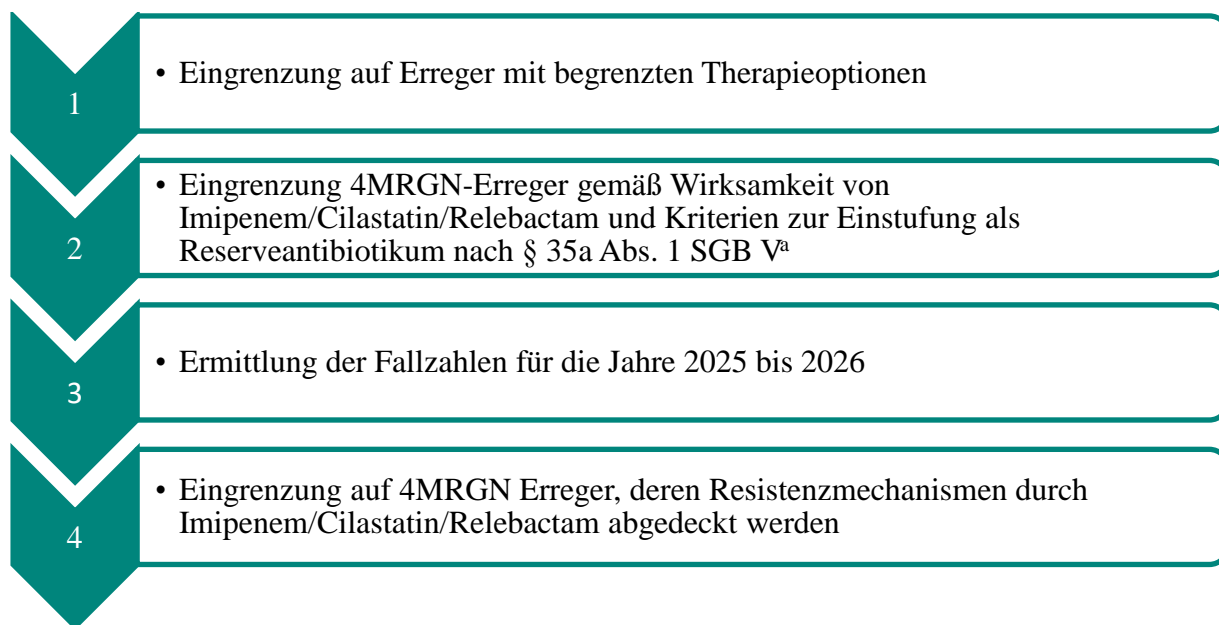 1
• Eingrenzung auf Erreger mit begrenzten Therapieoptionen
2
• Eingrenzung 4MRGN-Erreger gemäß Wirksamkeit von
Imipenem/Cilastatin/Relebactam und Kriterien zur Einstufung als
Reserveantibiotikum nach § 35a Abs. 1 SGB Vᵃ
3
• Ermittlung der Fallzahlen für die Jahre 2025 bis 2026
4
• Eingrenzung auf 4MRGN Erreger, deren Resistenzmechanismen durch
Imipenem/Cilastatin/Relebactam abgedeckt werden